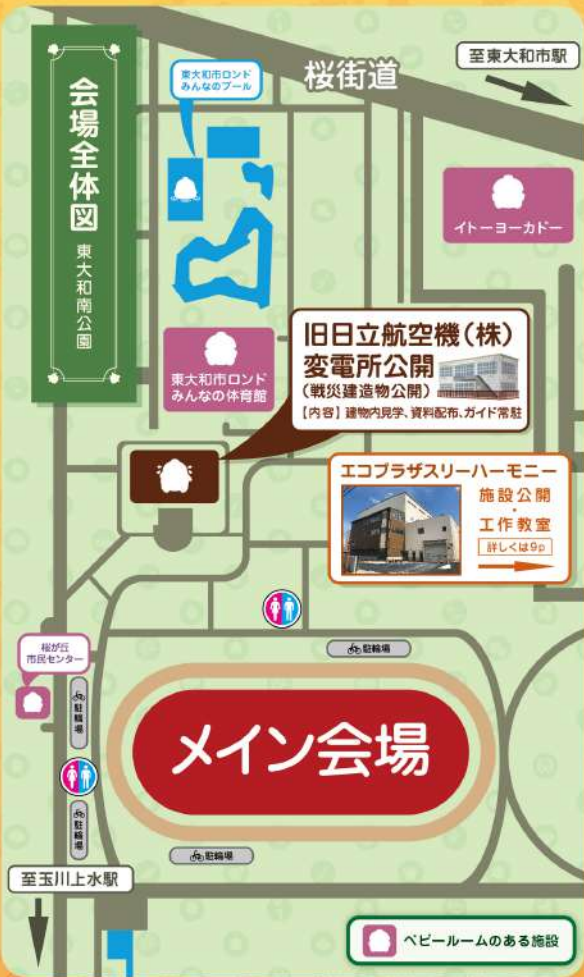 会場全体図
東大和南公園
東大和市ロンド
みんなのプール
桜街道
至東大和市駅
イトーヨーカドー
東大和市ロンド
みんなの体育館
旧日立航空機(株)
変電所公開
(戦災建造物公開)
【内容】建物内見学、資料配布、ガイド常駐
エコプラザスリーハーモニー
施設公開
・
工作教室
詳しくは9p
桜が丘
市民センター
駐輪場
駐輪場
メイン会場
駐輪場
駐輪場
至玉川上水駅
ベビールームのある施設